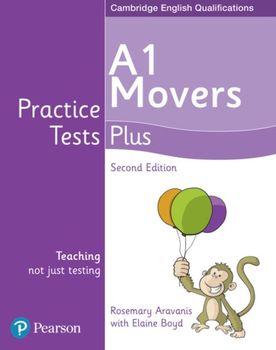 Cambridge English Qualifications
A1
Movers
Practice
Tests Plus
Second Edition
Teaching
not just testing
Rosemary Aravanis
with Elaine Boyd
Pearson